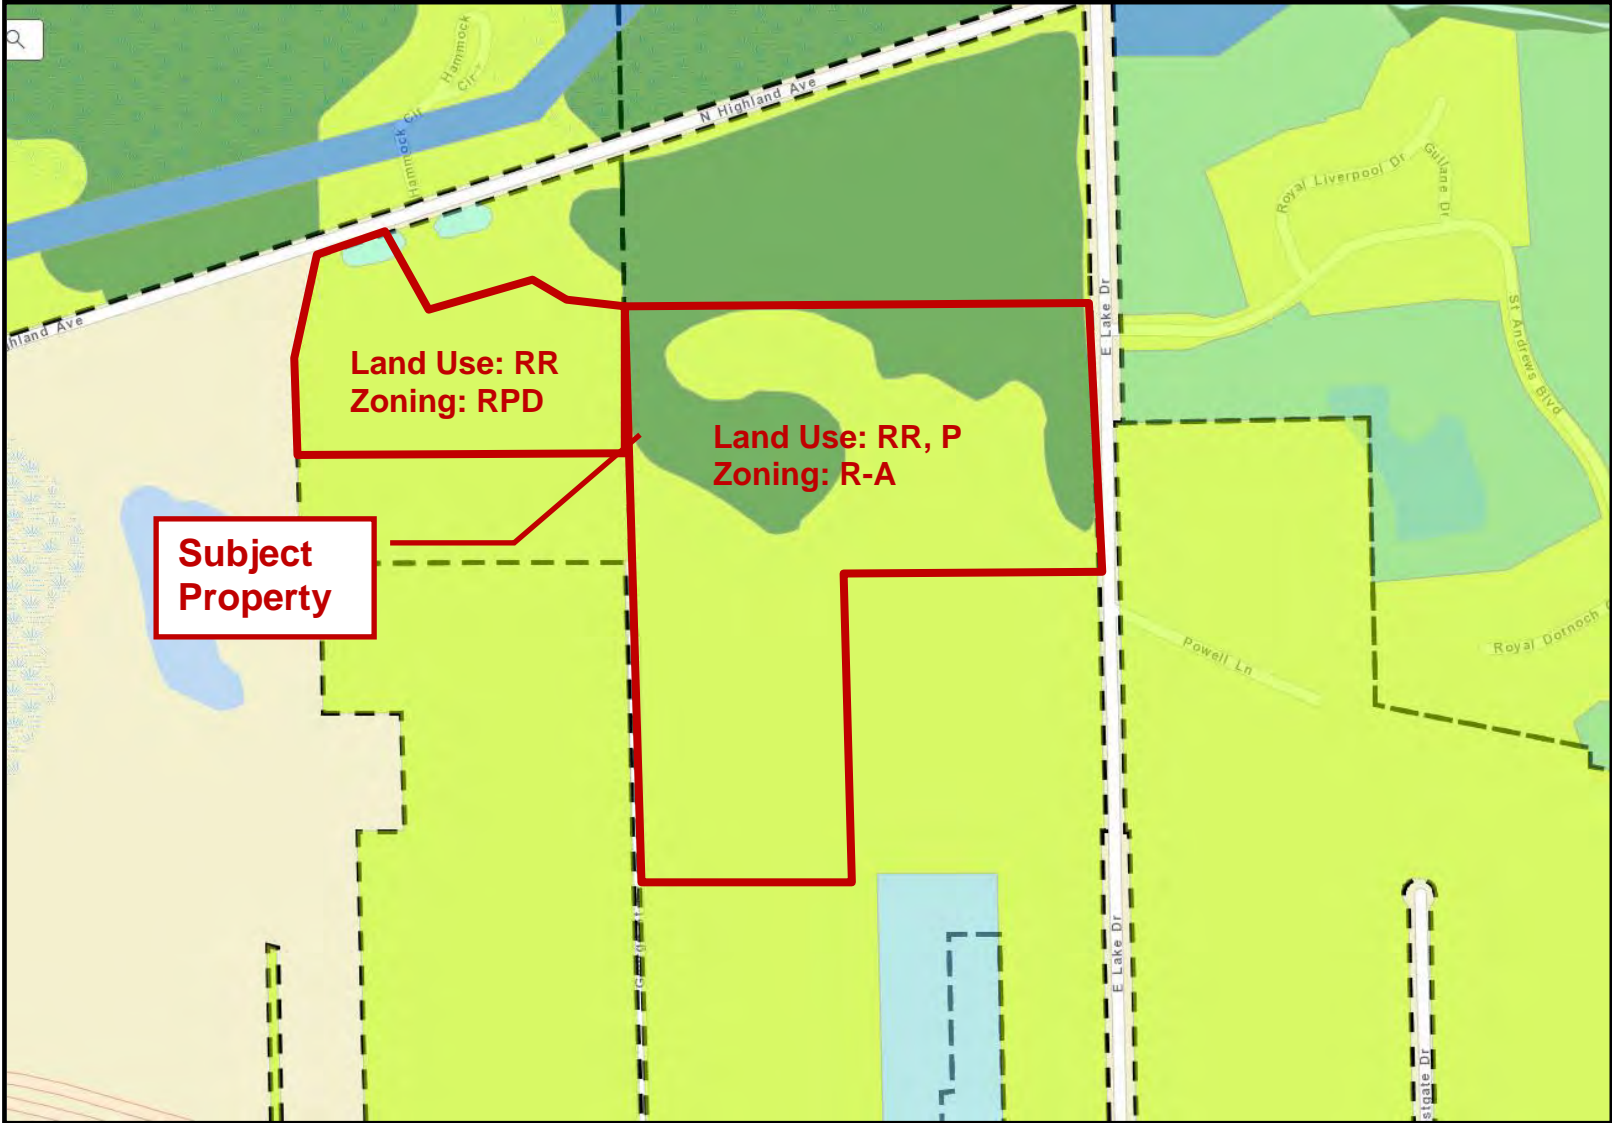 Hammock
Cir
Hammock Cir
N Highland Ave
hland Ave
Royal Liverpool Dr
Gullane Dr
E Lake Dr
St Andrews Blvd
Land Use: RR
Zoning: RPD
Land Use: RR, P
Zoning: R-A
Subject
Property
Powell Ln
Royal Dotnoch
E Lake Dr
stgate Dr